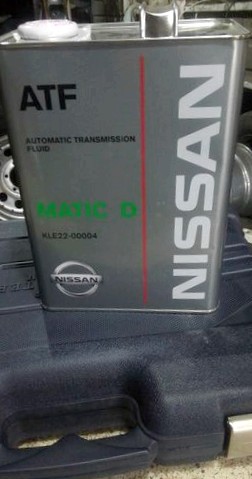 ATF
AUTOMATIC TRANSMISSION
FLUID
MATIC D
KLE22-00004
NISSAN
NISSAN